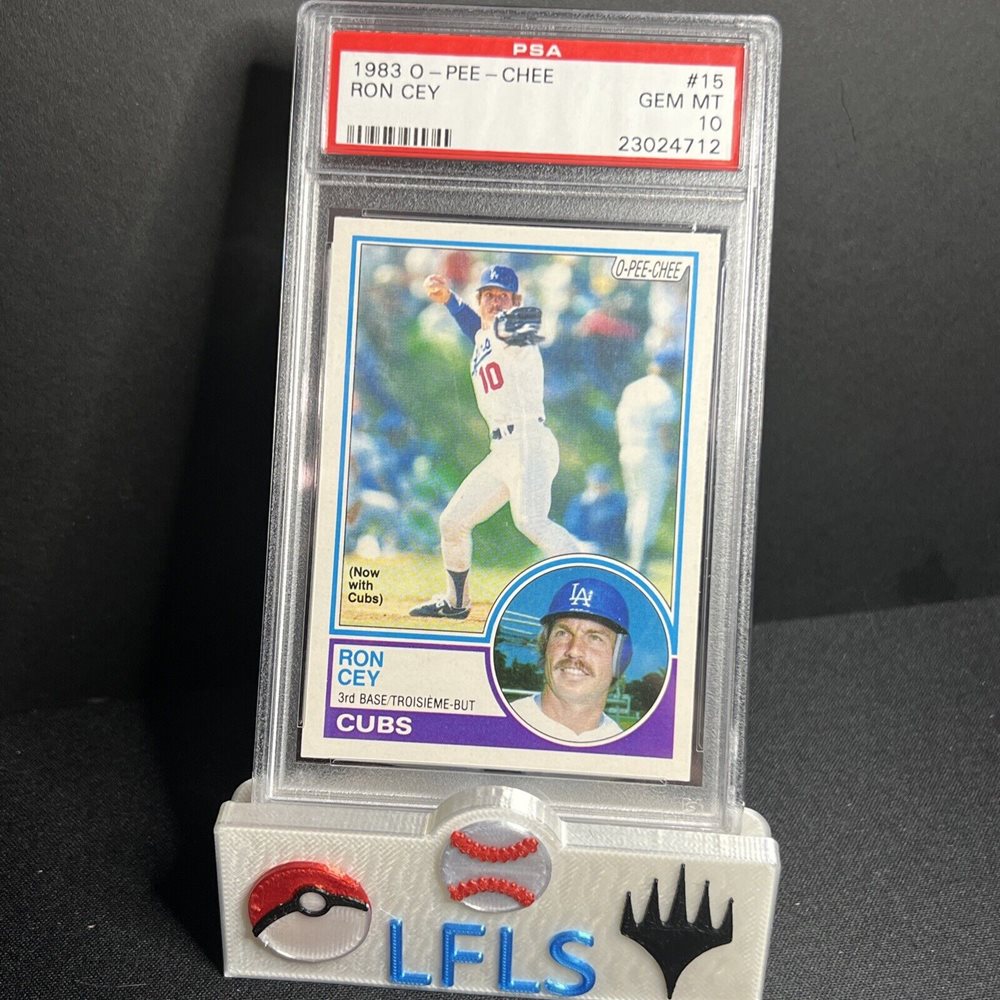 PSA
1983 O-PEE-CHEE #15
RON CEY GEM MT
10
23024712
O-PEE-CHEE
10
(Now
with
Cubs)
LA
RON
CEY
3rd BASE/TROISIÈME-BUT
CUBS
LFLS